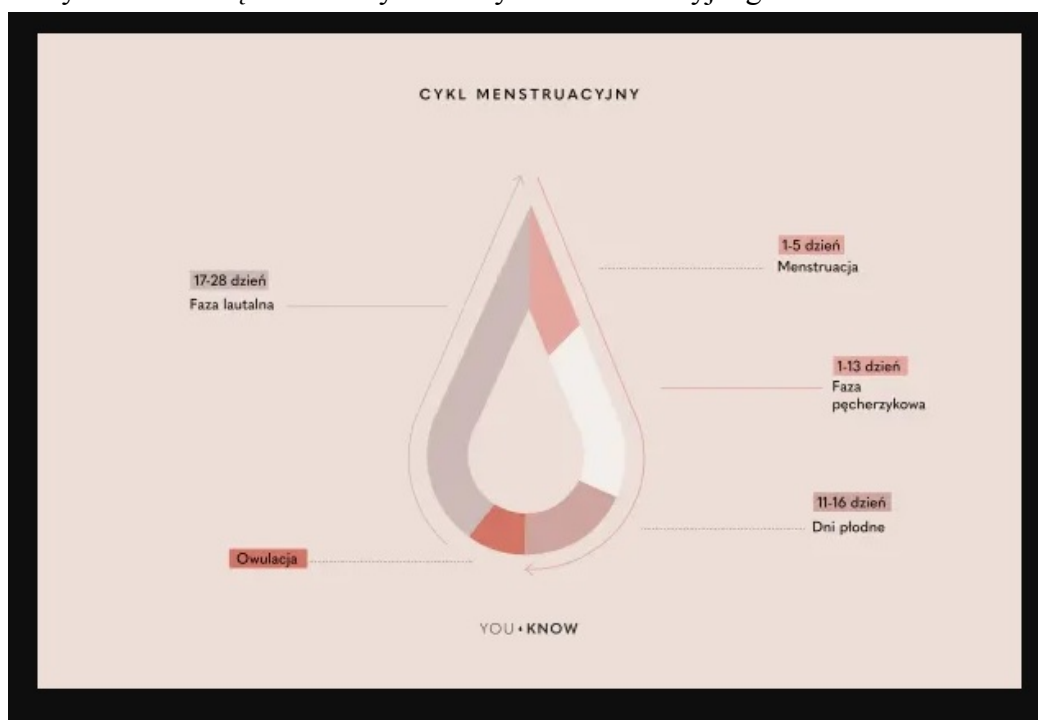 CYKL MENSTRUACYJNY
1-5 dzień
Menstruacja
17-28 dzień
Faza lautalna
1-13 dzień
Faza
pęcherzykowa
11-16 dzień
Dni płodne
Owulacja
YOU KNOW